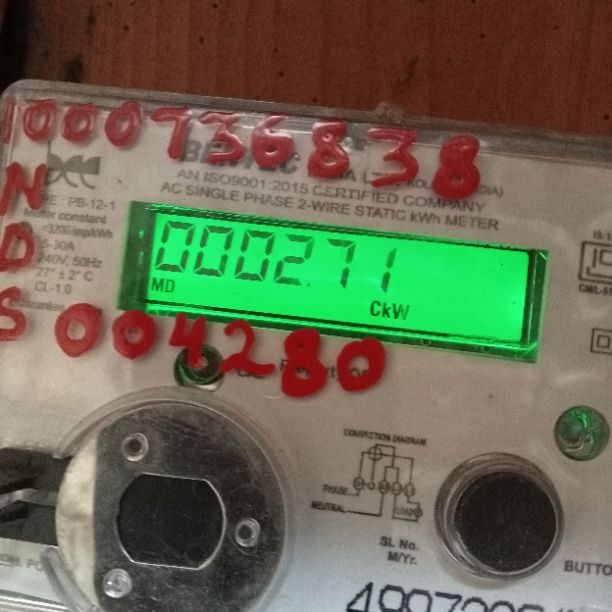 1000736838
AN ISO9001:2015 CERTIFIED COMPANY
AC SINGLE PHASE 2-WIRE STATIC kWh METER
N
: PB-12-1
Meter constant
3200 imp/kWh
D
5-30A
240V, 50Hz
27° ± 2° C
CL-1.0
0002.71
MD
CkW
S 004280
CONNECTION DIAGRAM
PHASE
NEUTRAL
LOAD
SL No.
M/Yr.
BUTTO